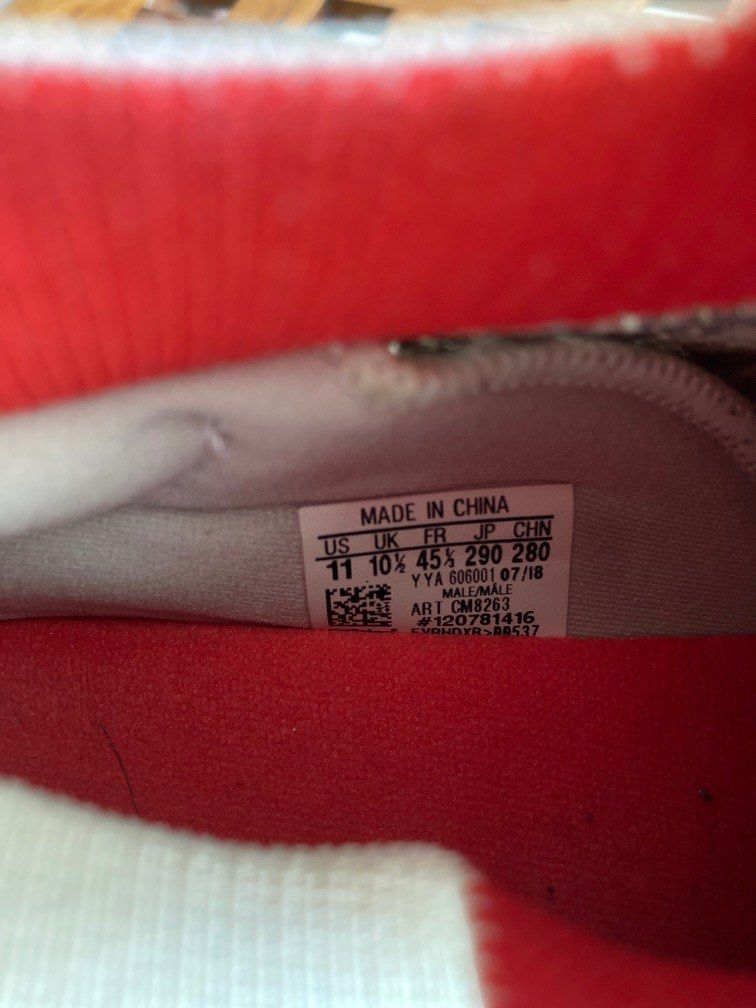 MADE IN CHINA
US UK FR JP CHN
11 10½ 45⅓ 290 280
YYA 606001 07/18
MALE/MÂLE
ART CM8263
#120781416